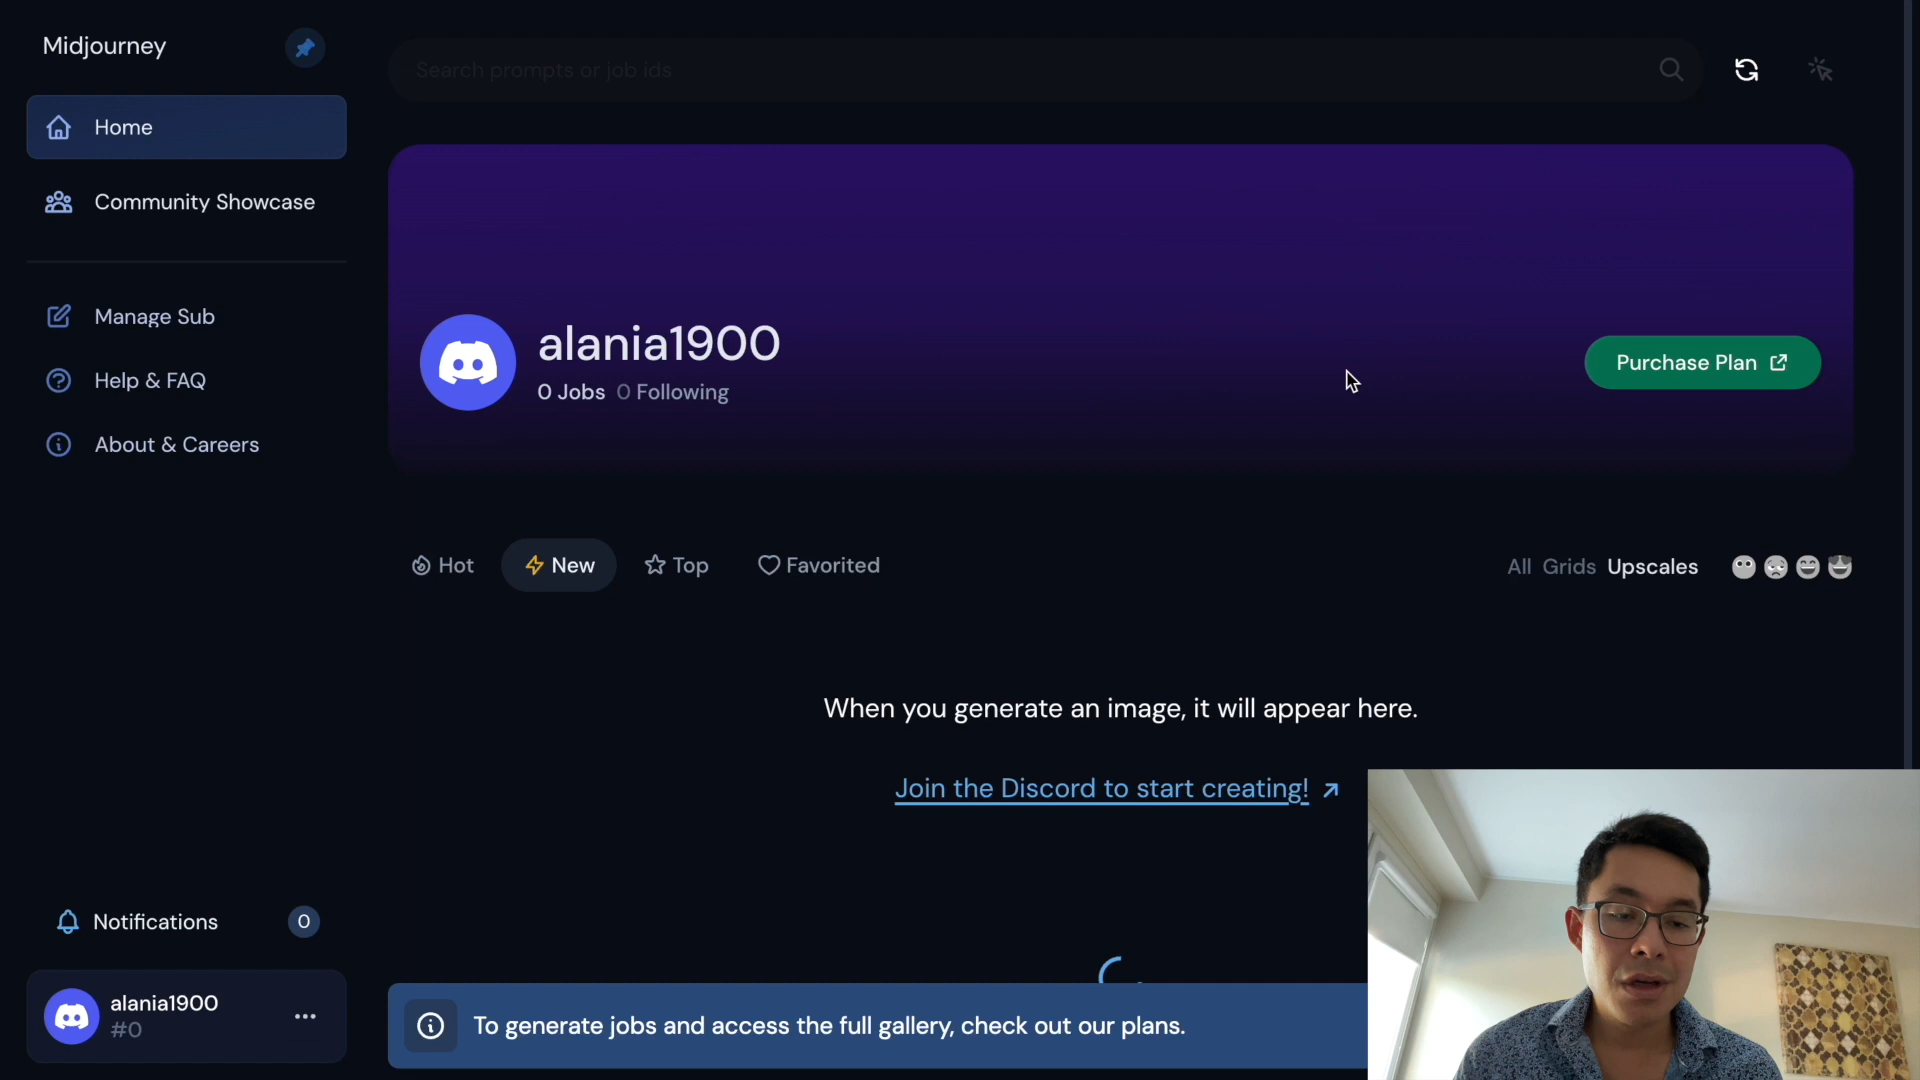 Midjourney
Search prompts or job ids
Home
Community Showcase
Manage Sub
Help & FAQ
About & Careers
alania1900
0 Jobs 0 Following
Purchase Plan
Hot
New
Top
Favorited
All Grids Upscales
When you generate an image, it will appear here.
Join the Discord to start creating!
Notifications
0
alania1900
#0
To generate jobs and access the full gallery, check out our plans.